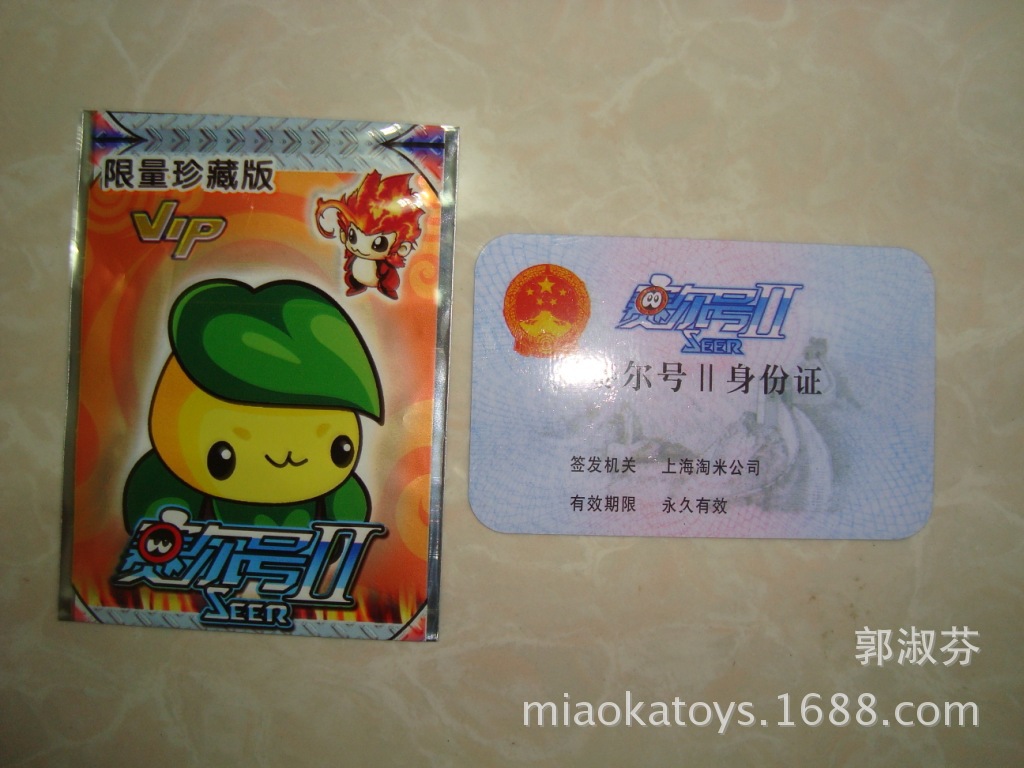 限量珍藏版
VIP
赛尔号II
SEER
赛尔号II
SEER
尔号II身份证
签发机关 上海淘米公司
有效期限 永久有效
郭淑芬
miaokatoys.1688.com